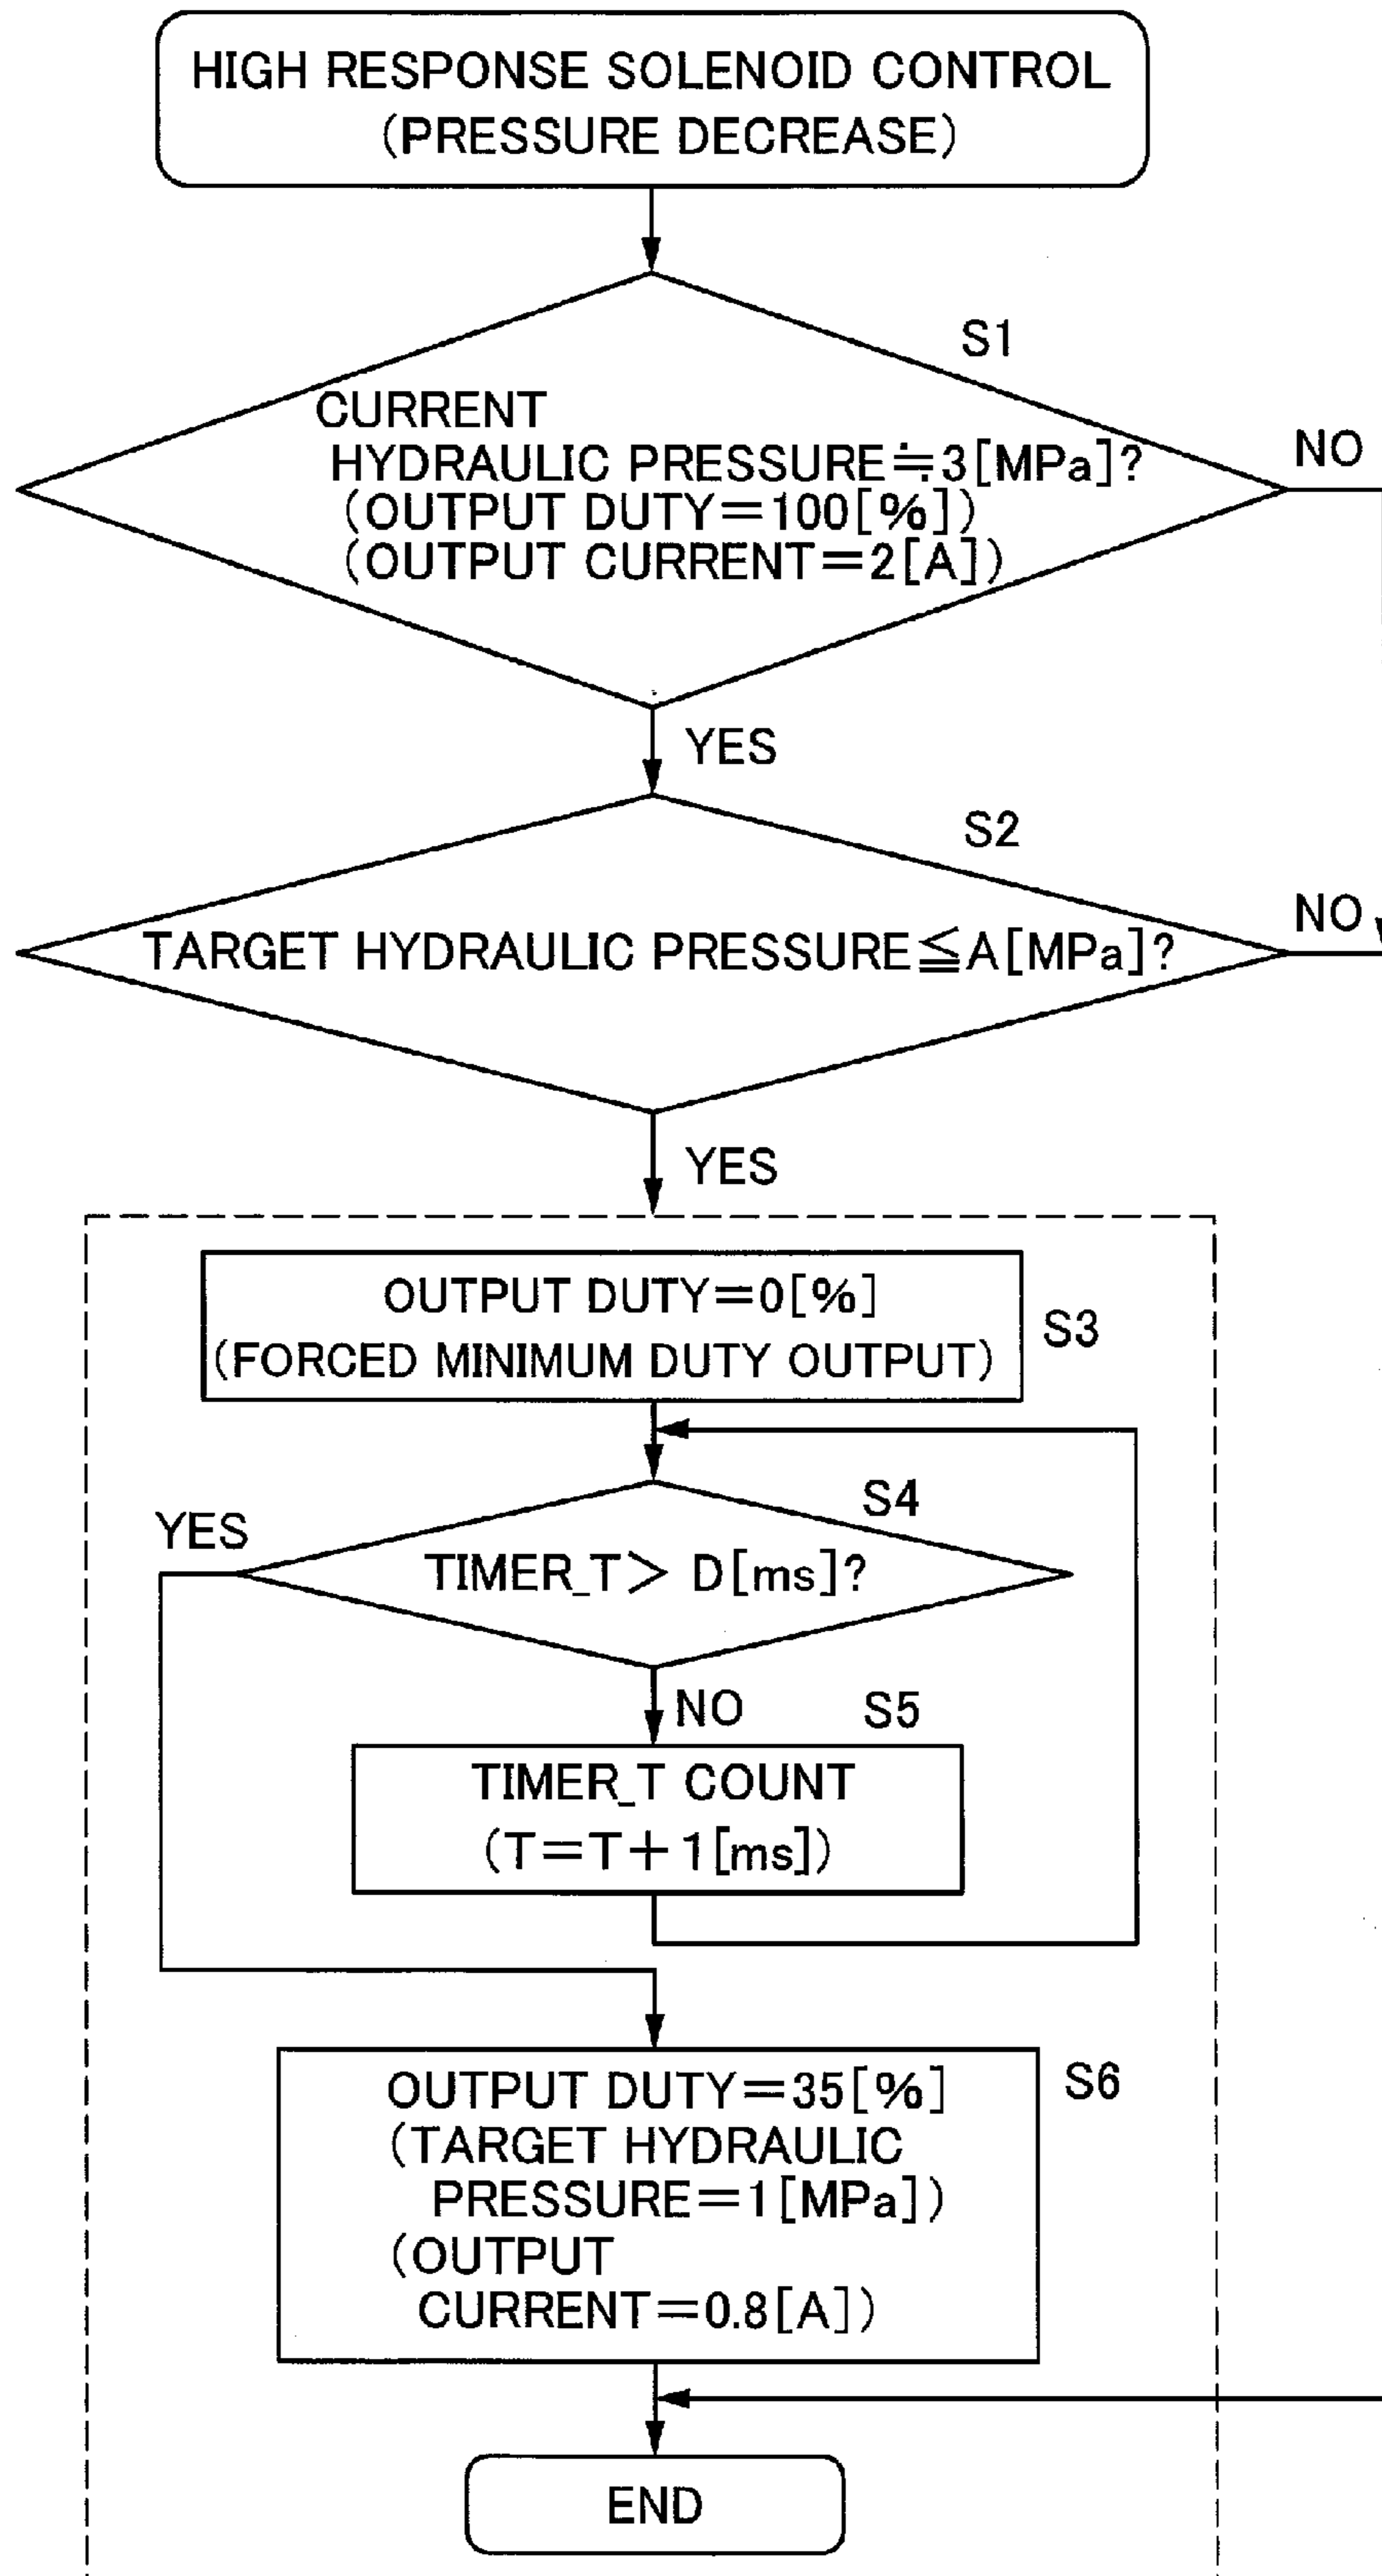 HIGH RESPONSE SOLENOID CONTROL
(PRESSURE DECREASE)
S1
CURRENT
HYDRAULIC PRESSURE≒3[MPa]?
(OUTPUT DUTY=100[%])
(OUTPUT CURRENT=2[A])
NO
YES
S2
TARGET HYDRAULIC PRESSURE≦A[MPa]?
NO
YES
OUTPUT DUTY=0[%]
(FORCED MINIMUM DUTY OUTPUT)
S3
S4
YES
TIMER_T> D[ms]?
NO
S5
TIMER_T COUNT
(T=T+1[ms])
S6
OUTPUT DUTY=35[%]
(TARGET HYDRAULIC
PRESSURE=1[MPa])
(OUTPUT
CURRENT=0.8[A])
END